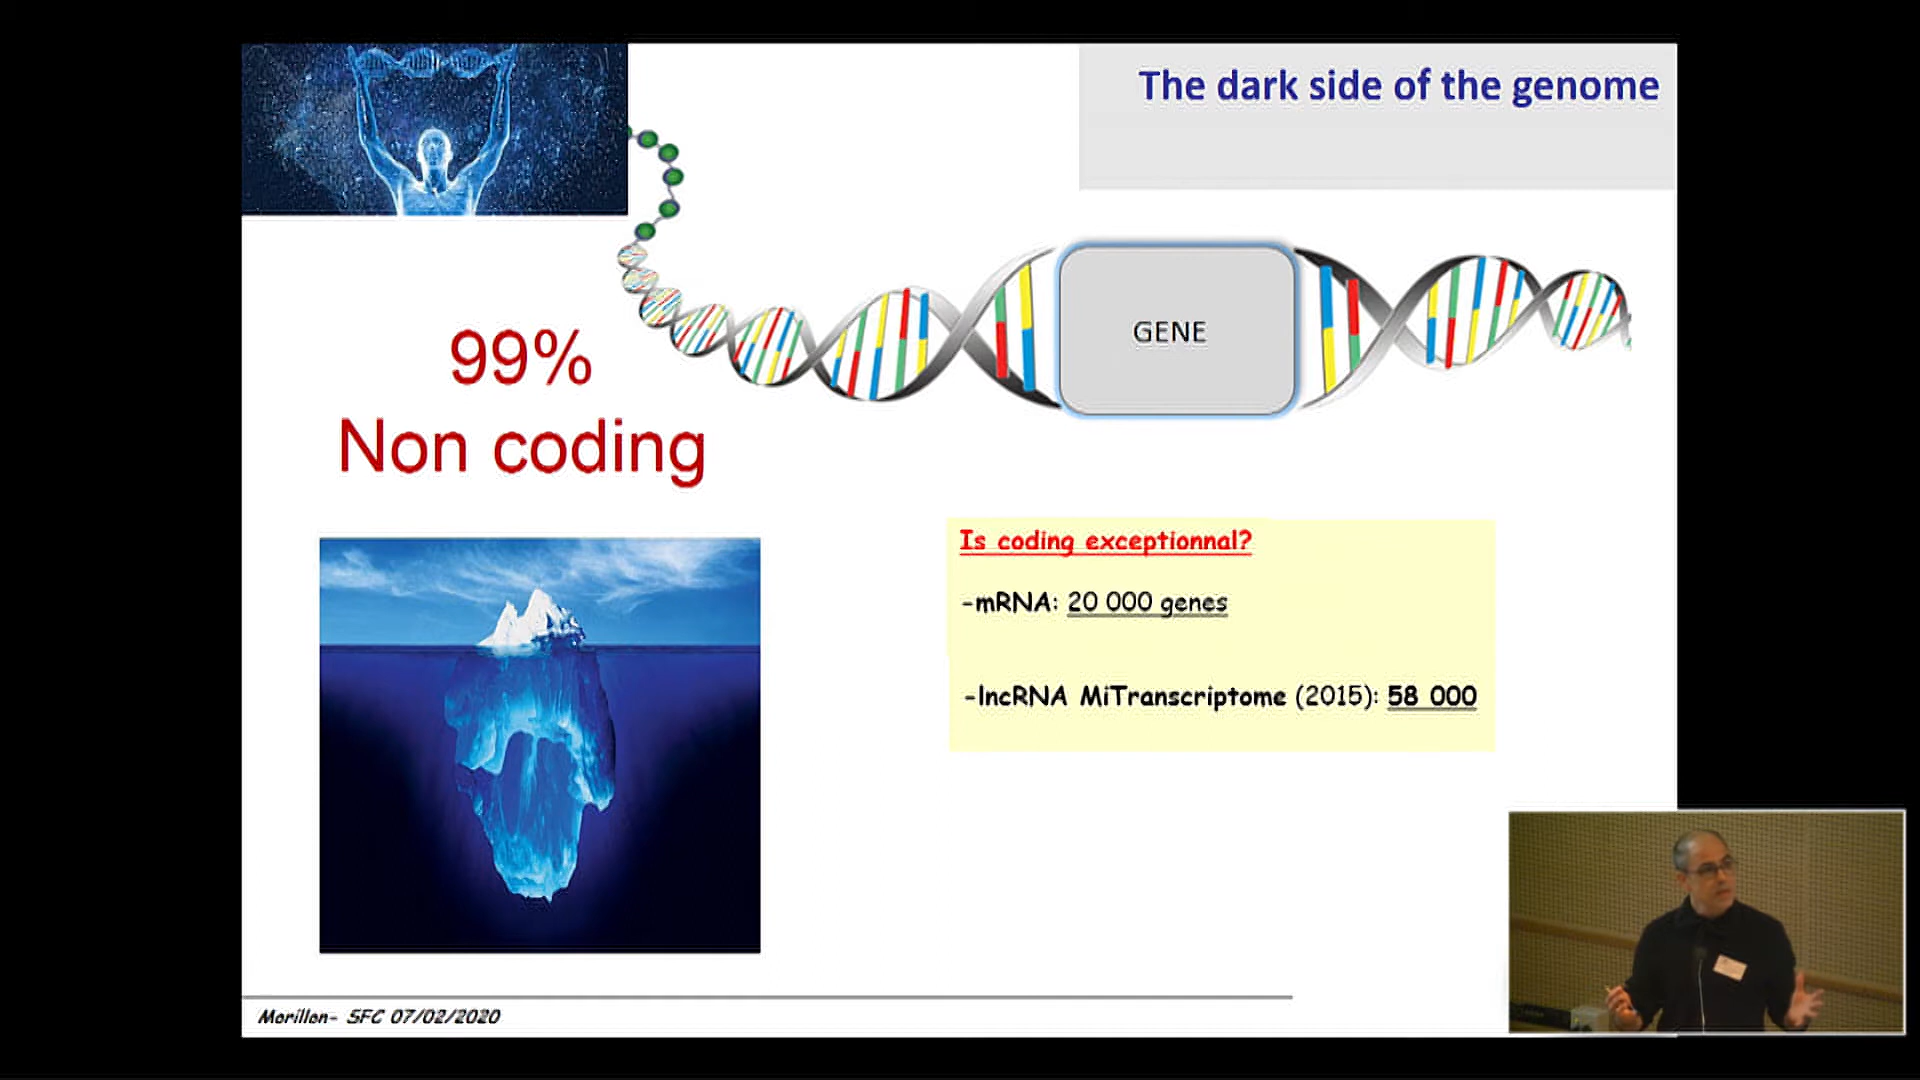 The dark side of the genome
GENE
99%
Non coding
Is coding exceptionnal?
-mRNA: 20 000 genes
-lncRNA MiTranscriptome (2015): 58 000
Morillon- SFC 07/02/2020